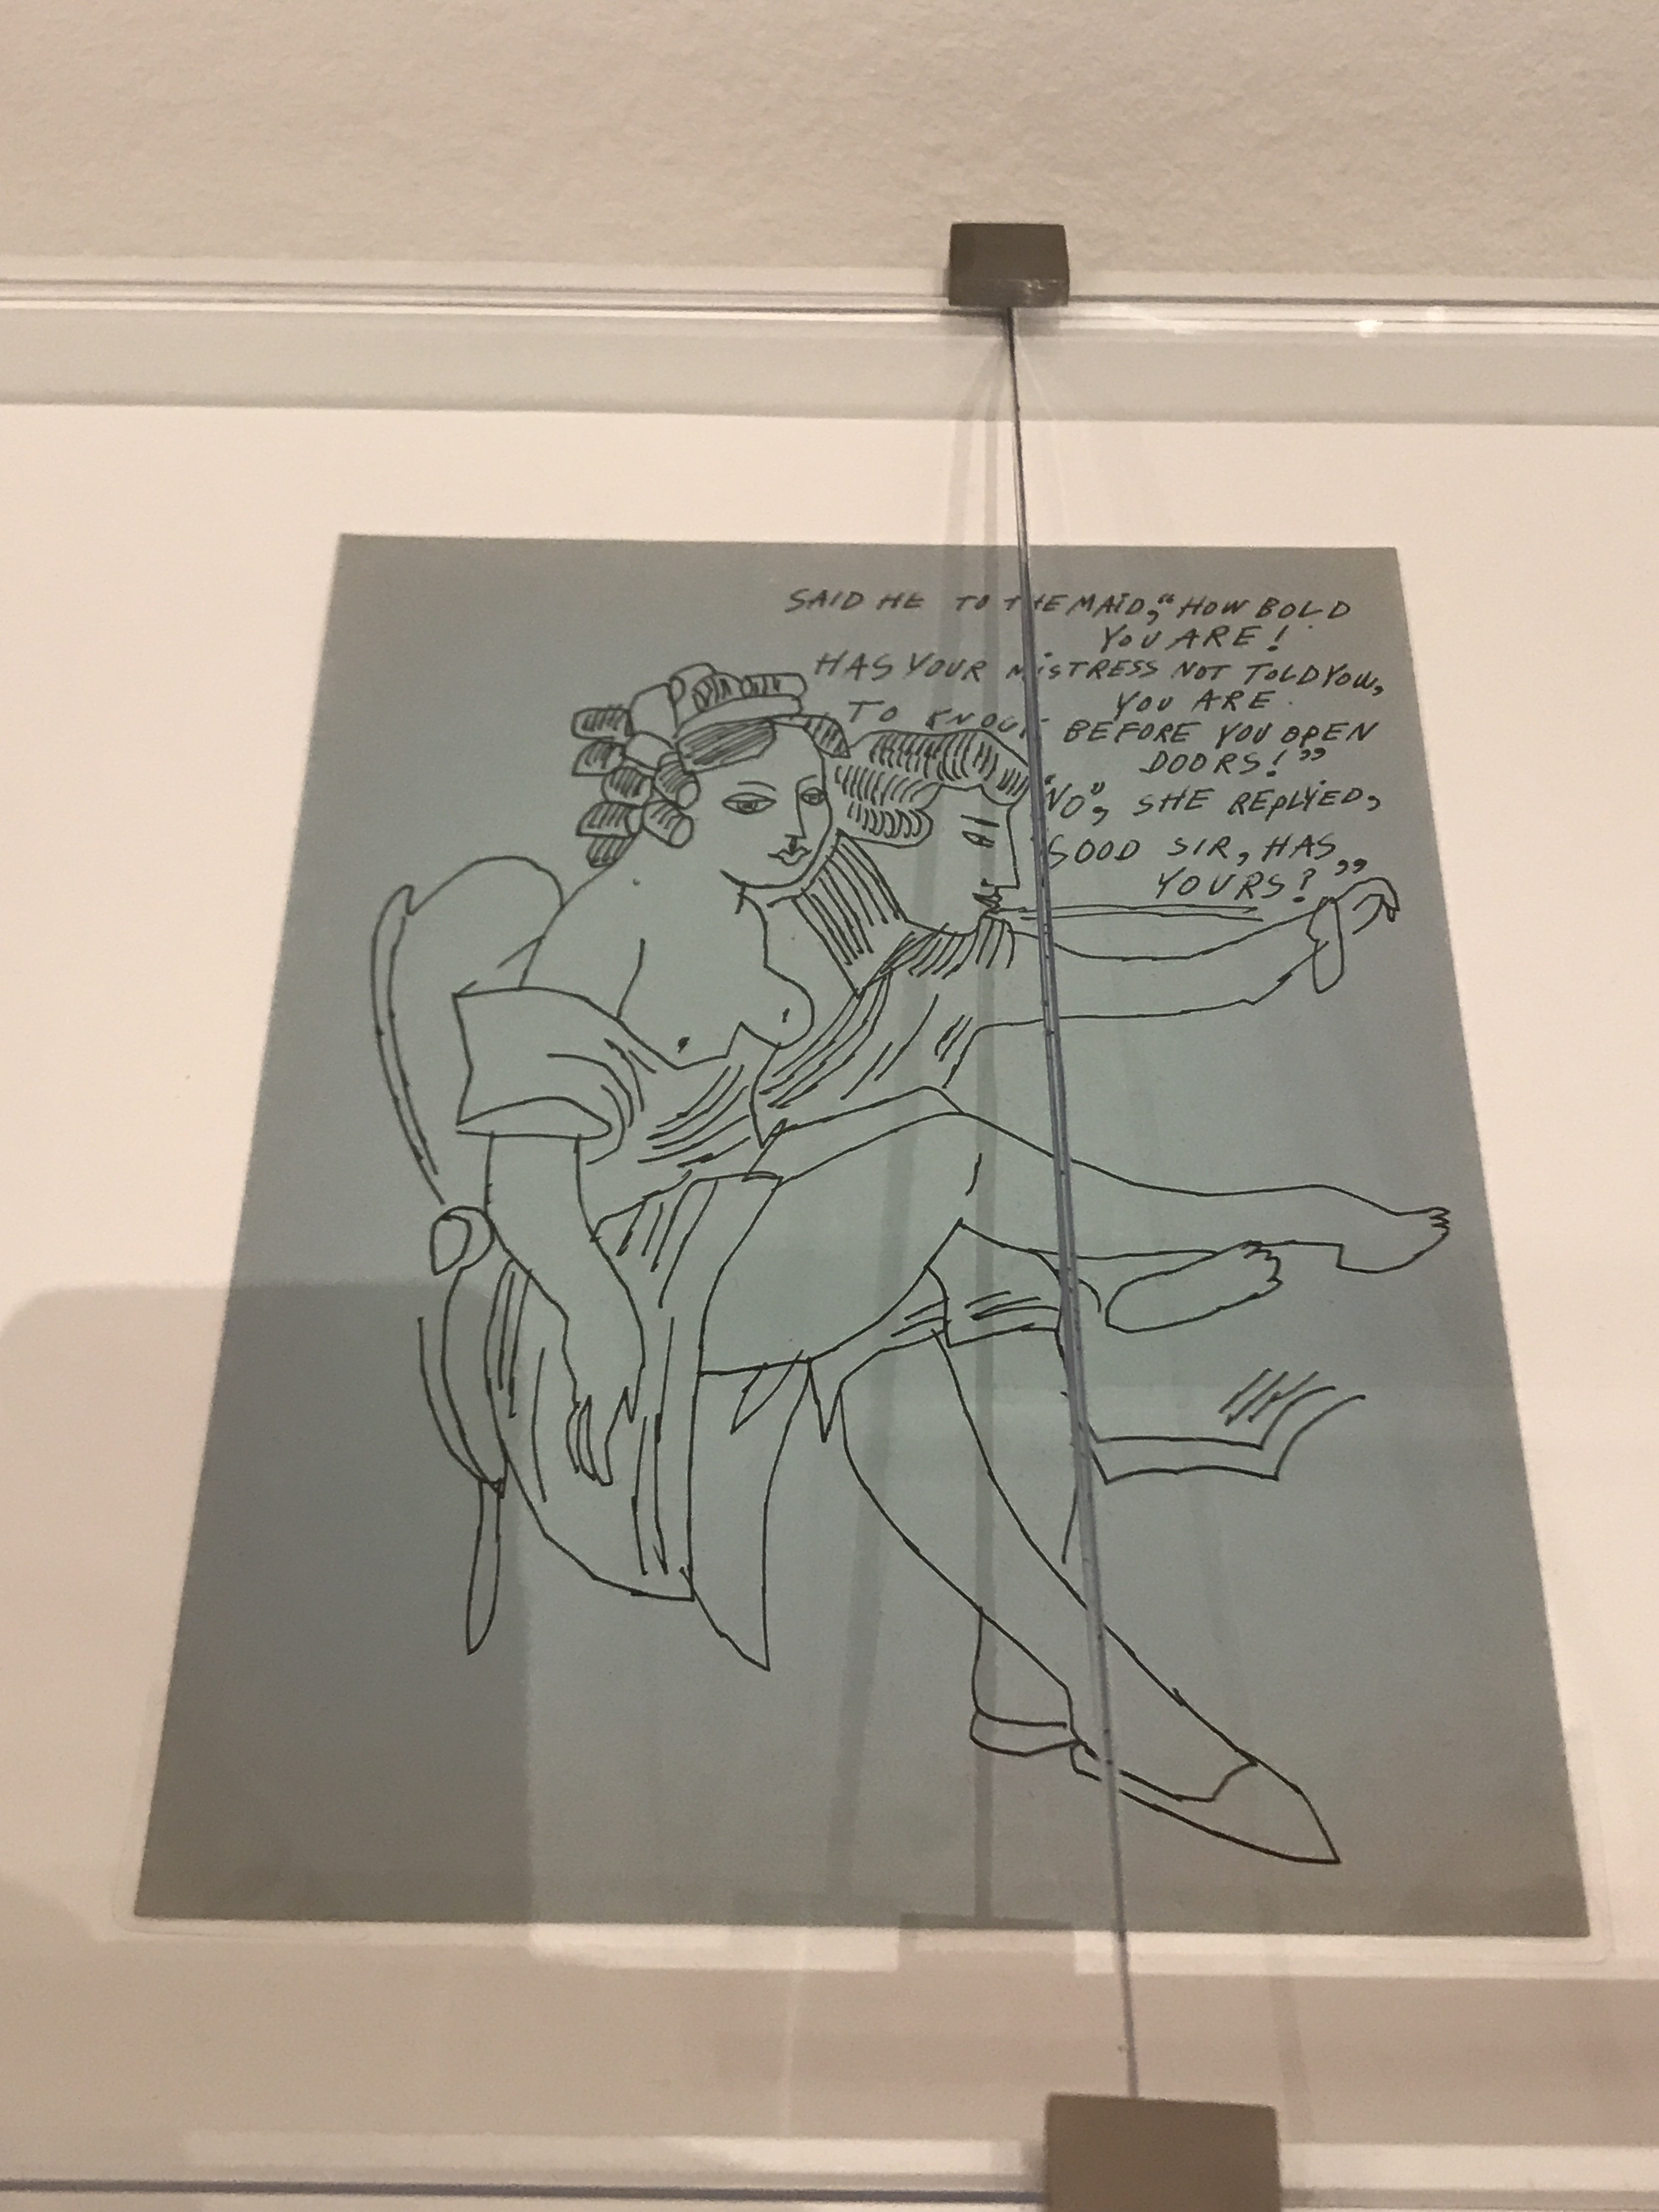 SAID HE TO THE MAID, "HOW BOLD
YOU ARE!
HAS YOUR MISTRESS NOT TOLD YOU,
YOU ARE
TO KNOCK BEFORE YOU OPEN
DOORS!"
"NO", SHE REPLYIED,
GOOD SIR, HAS
YOURS?"